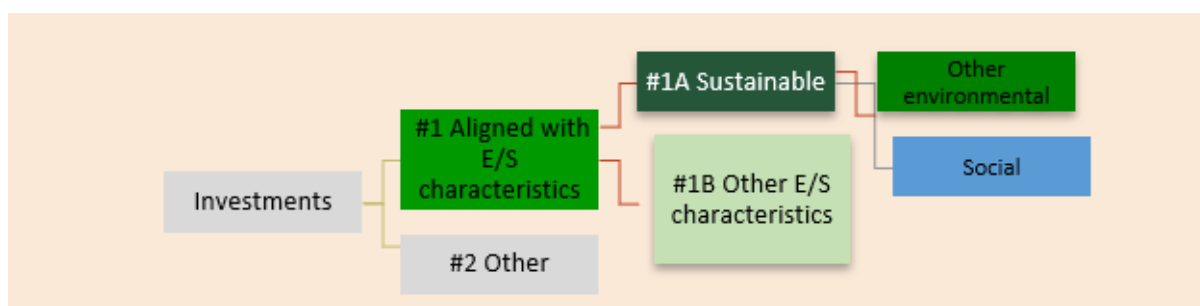 Investments
#1 Aligned with
E/S
characteristics
#2 Other
#1A Sustainable
#1B Other E/S
characteristics
Other
environmental
Social